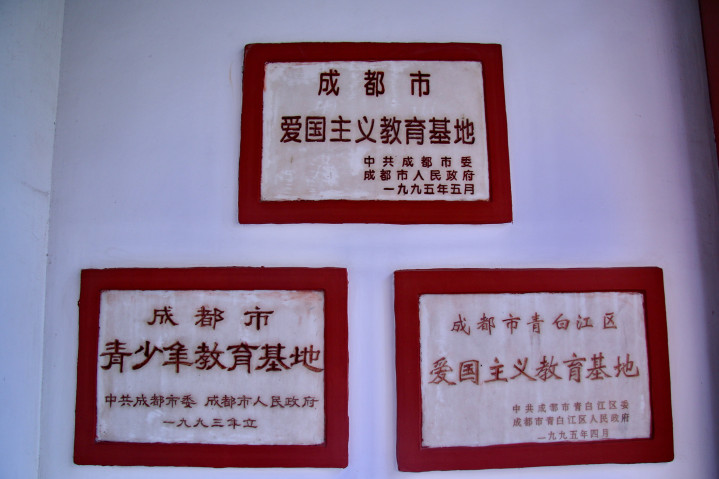 成都市
爱国主义教育基地
中共成都市委
成都市人民政府
一九九五年五月
成都市
青少年教育基地
中共成都市委 成都市人民政府
一九九三年立
成都市青白江区
爱国主义教育基地
中共成都市青白江区委
成都市青白江区人民政府
一九九五年四月